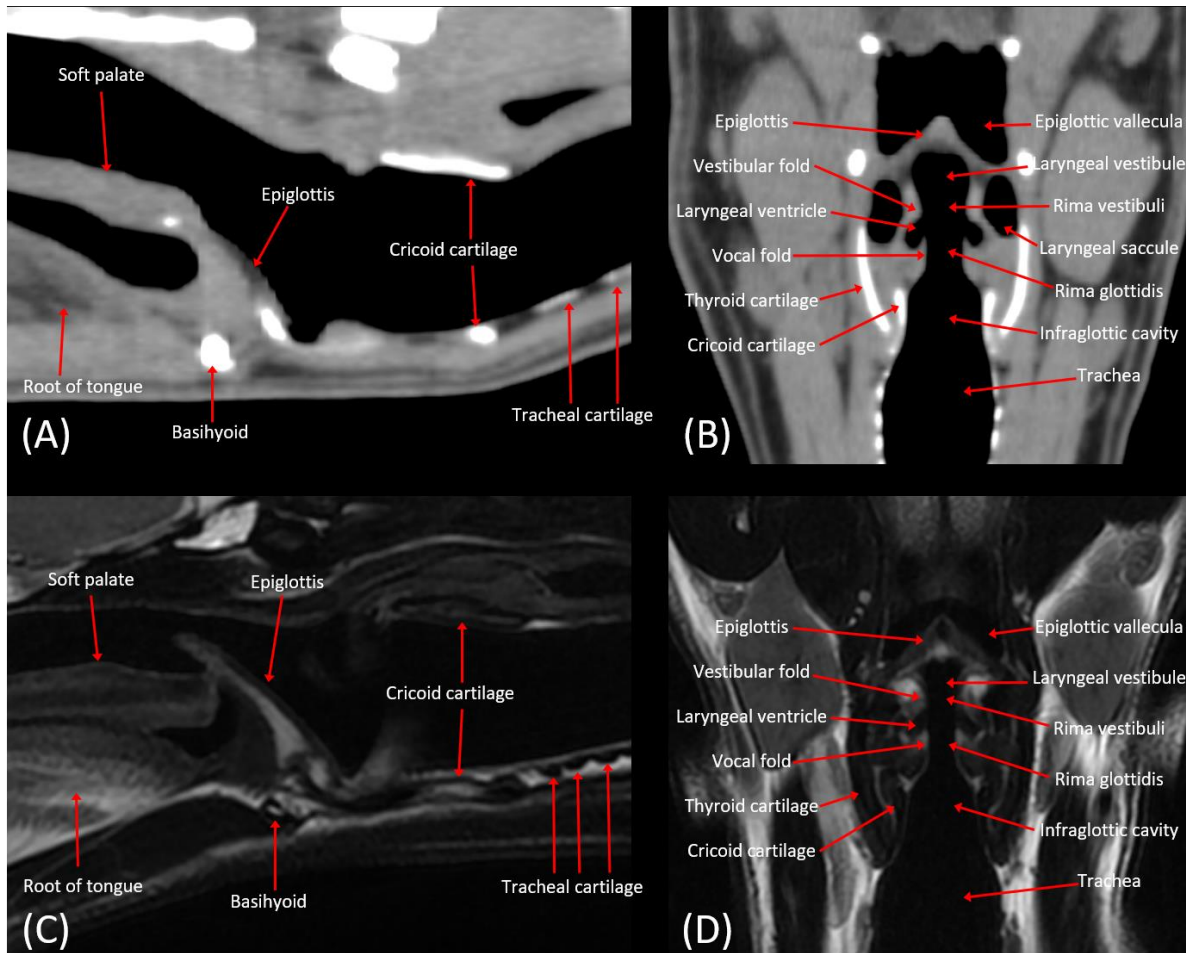 Soft palate
Epiglottis
Cricoid cartilage
Root of tongue
Basihyoid
Tracheal cartilage
(A)
Epiglottis
Vestibular fold
Laryngeal ventricle
Vocal fold
Thyroid cartilage
Cricoid cartilage
Epiglottic vallecula
Laryngeal vestibule
Rima vestibuli
Laryngeal saccule
Rima glottidis
Infraglottic cavity
Trachea
(B)
Soft palate
Epiglottis
Cricoid cartilage
Root of tongue
Basihyoid
Tracheal cartilage
(C)
Epiglottis
Vestibular fold
Laryngeal ventricle
Vocal fold
Thyroid cartilage
Cricoid cartilage
Epiglottic vallecula
Laryngeal vestibule
Rima vestibuli
Rima glottidis
Infraglottic cavity
Trachea
(D)